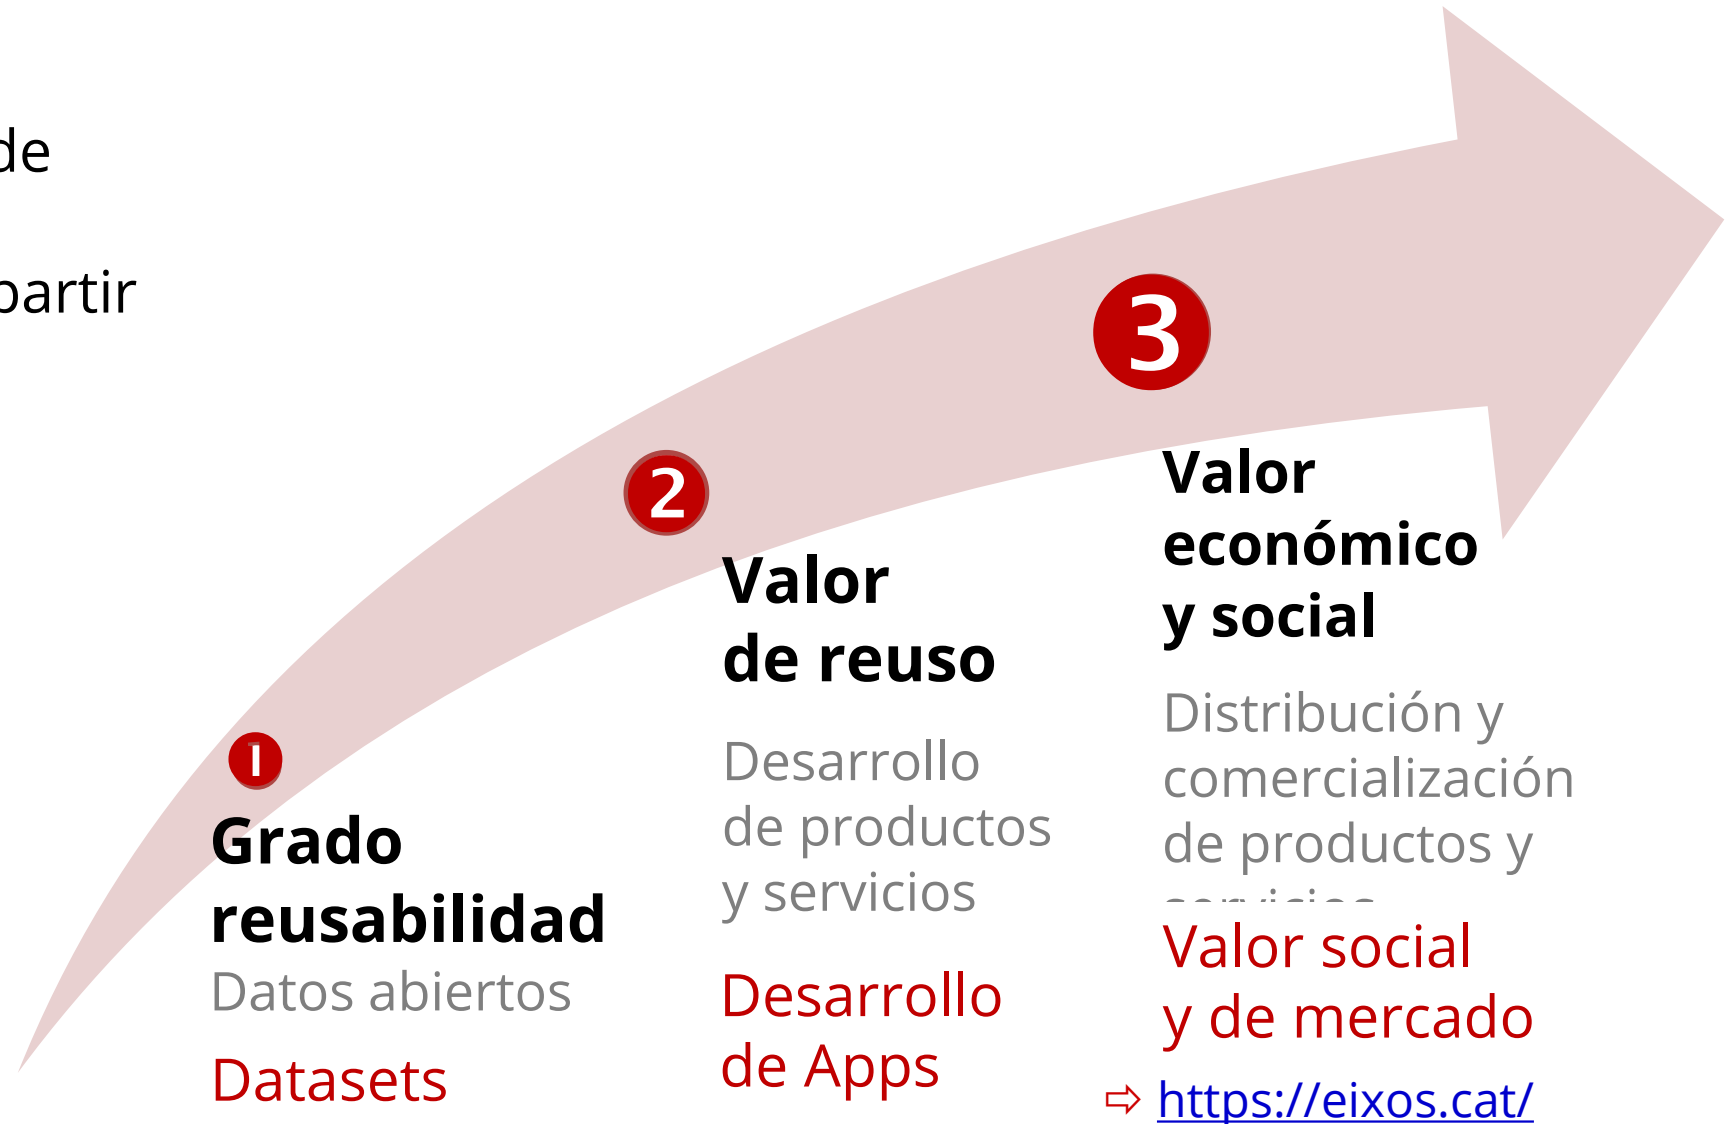 de
partir
3
2
Valor
económico
y social
Valor
de reuso
Distribución y
comercialización
de productos y
servicios
Desarrollo
de productos
y servicios
1
Grado
reusabilidad
Datos abiertos
Datasets
Desarrollo
de Apps
Valor social
y de mercado
⇨ https://eixos.cat/